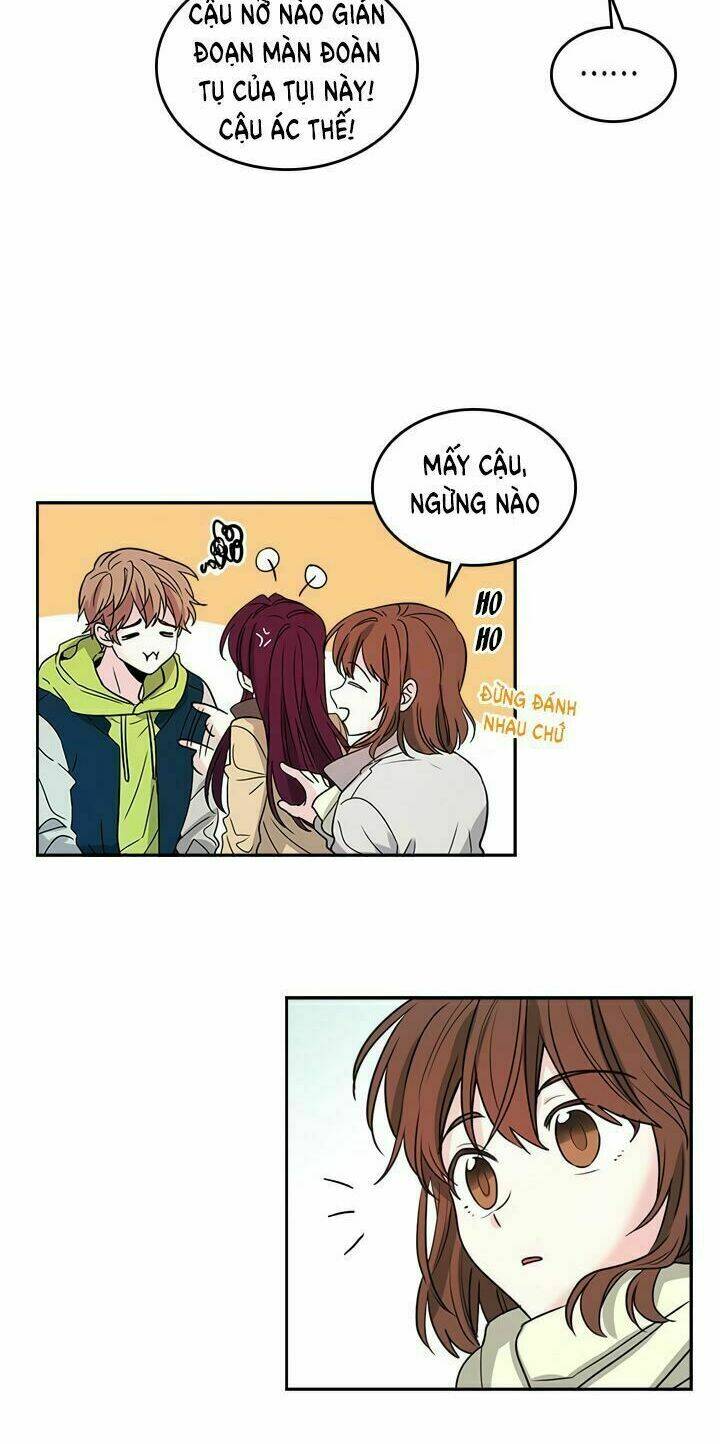 CẬU NỠ NÀO GIÁN
ĐOẠN MÀN ĐOÀN
TỤ CỦA TỤI NÀY!
CẬU ÁC THẾ!
......
MẤY CẬU,
NGỪNG NÀO
HO
HO
ĐỪNG ĐÁNH
NHAU CHỨ